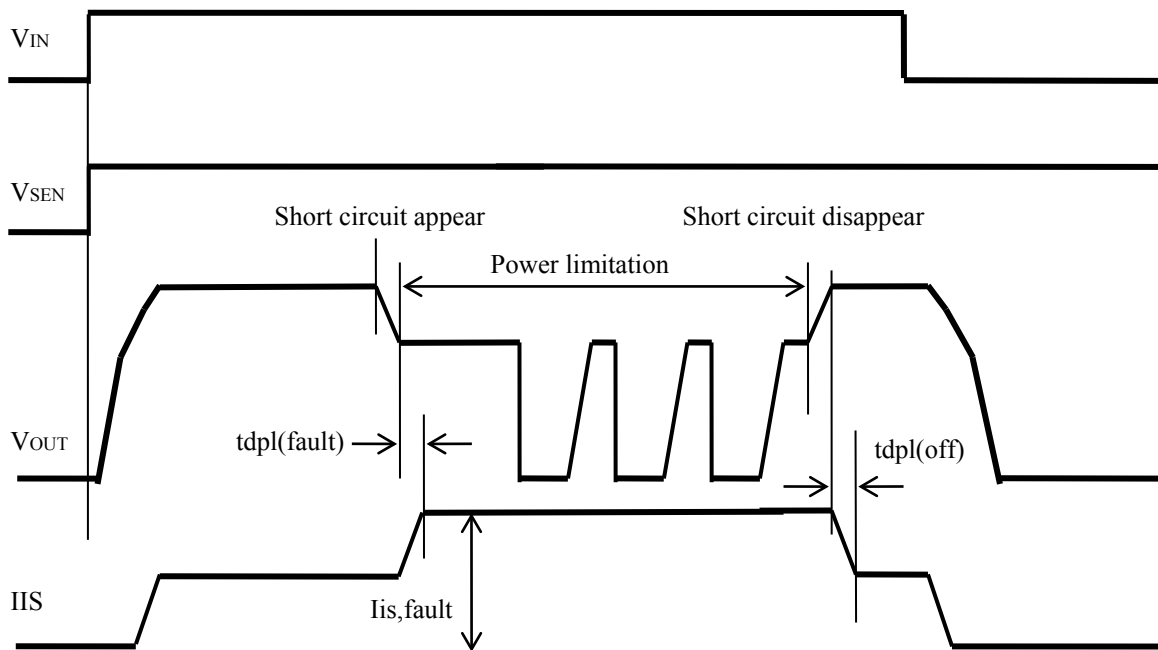 VIN
VSEN
Short circuit appear
Short circuit disappear
Power limitation
VOUT
tdpl(fault)
tdpl(off)
IIS
Iis,fault